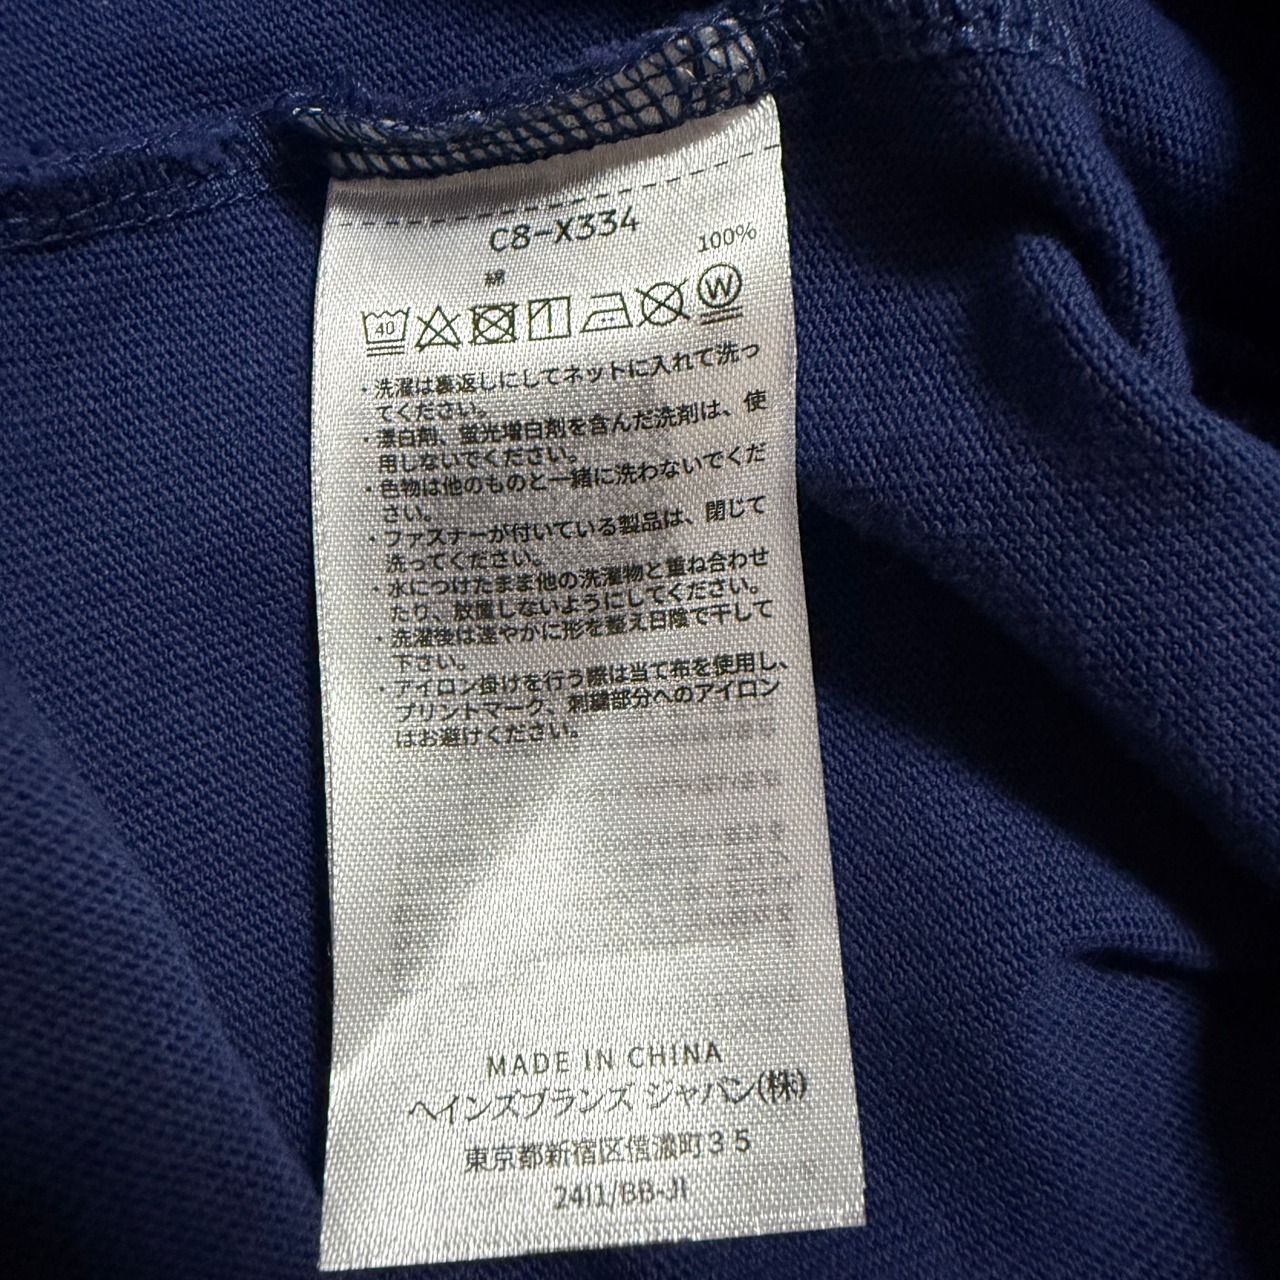 C8-X334
綿 100%
40 W
・洗濯は裏返しにしてネットに入れて洗っ
てください。
・漂白剤、蛍光増白剤を含んだ洗剤は、使
用しないでください。
・色物は他のものと一緒に洗わないでくだ
さい。
・ファスナーが付いている製品は、閉じて
洗ってください。
・水につけたまま他の洗濯物と重ね合わせ
たり、放置しないようにしてください。
・洗濯後は速やかに形を整え日陰で干して
下さい。
・アイロン掛けを行う際は当て布を使用し、
プリントマーク、刺繍部分へのアイロン
はお避けください。
MADE IN CHINA
ヘインズブランズ ジャパン(株)
東京都新宿区信濃町35
24I1/BB-JI